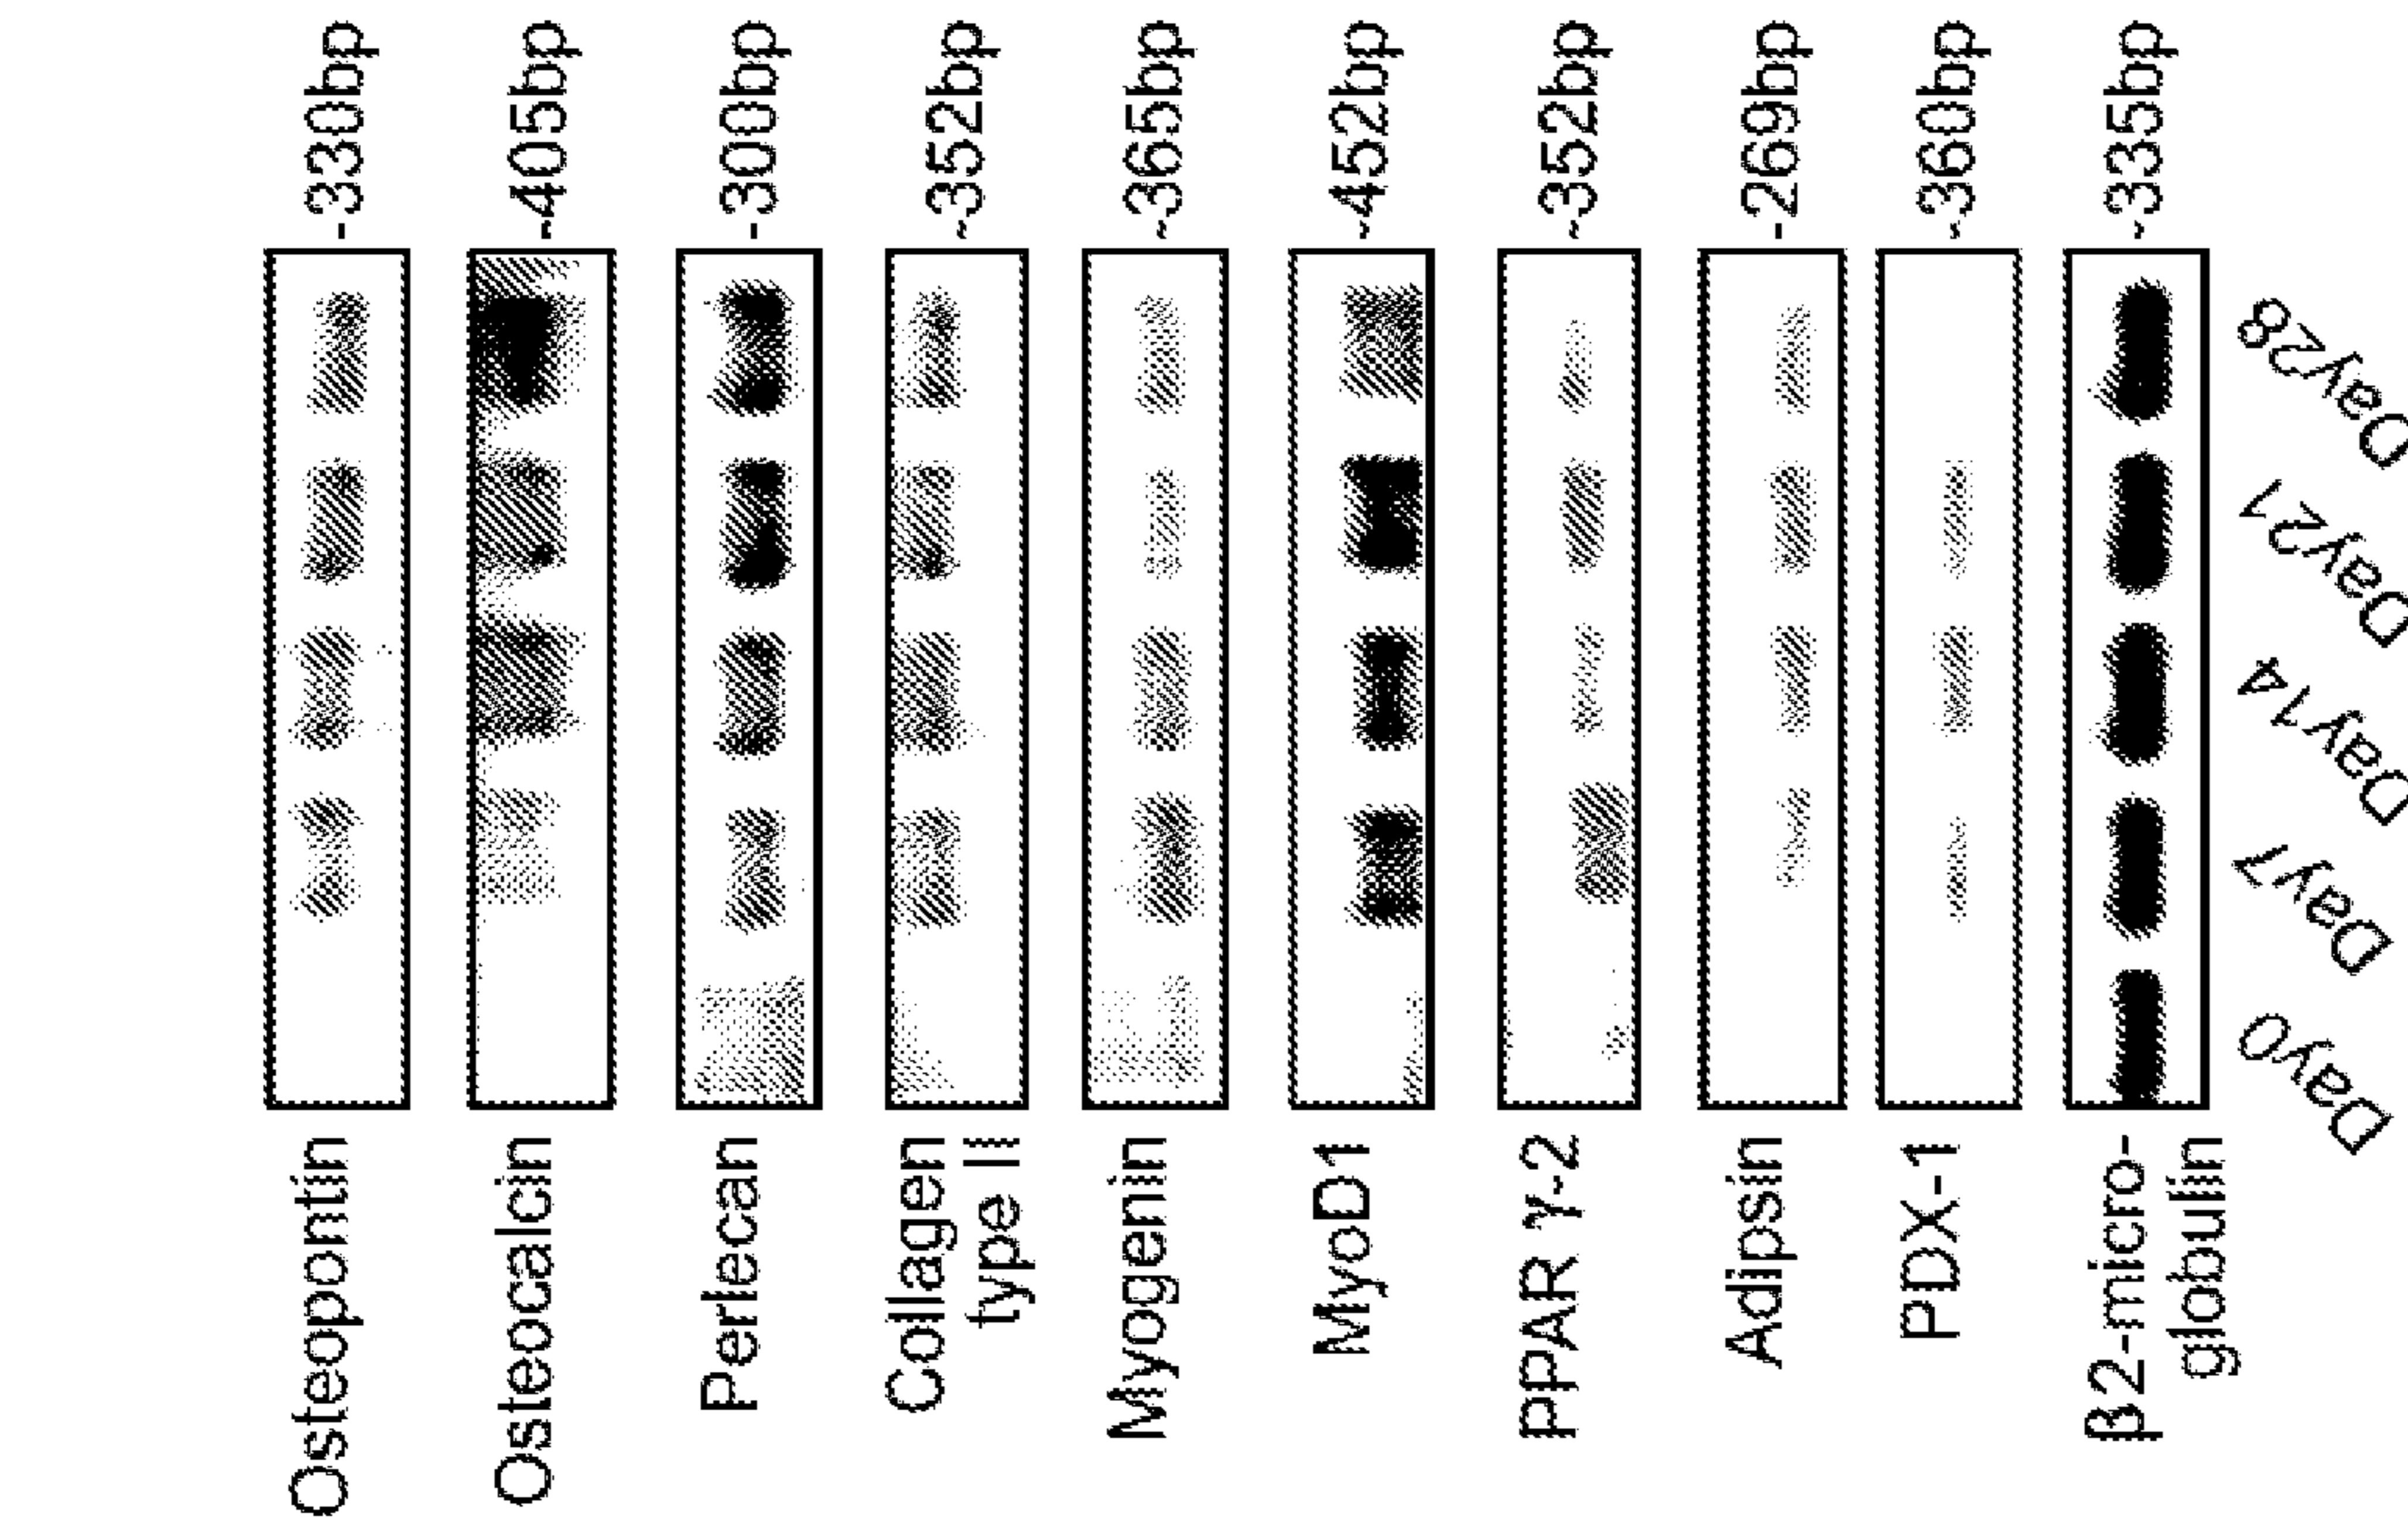 Osteopontin -330bp
Osteocalcin -405bp
Perlecan -300bp
Collagen ~352bp
type II
Myogenin ~365bp
MyoD1 ~452bp
PPAR γ-2 ~352bp
Adipsin -269bp
PDX-1 ~360bp
β2-micro- ~335bp
globulin
Day0 Day7 Day14 Day21 Day28